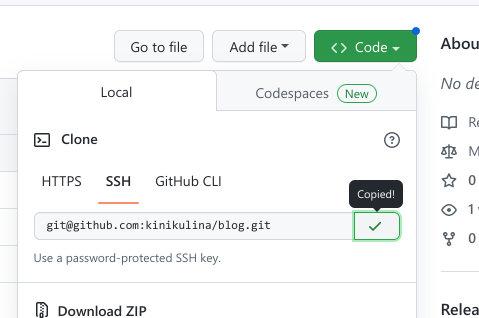 Go to file
Add file
<> Code
Abou
No de
Local
Codespaces New
Clone
Re
M
HTTPS SSH GitHub CLI
0
Copied!
1
git@github.com:kinikulina/blog.git
0
Use a password-protected SSH key.
Download ZIP
Relea